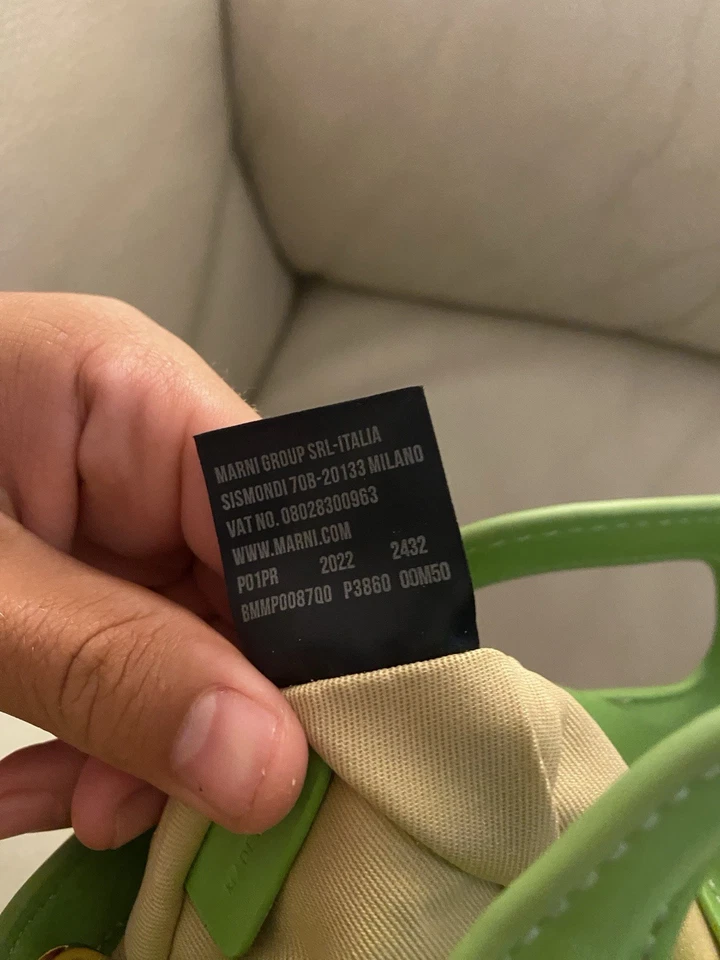 MARNI GROUP SRL-ITALIA
SISMONDI 70B-20133 MILANO
VAT NO. 08028300963
WWW.MARNI.COM
P01PR 2022 2432
BMMP0087Q0 P3860 00M50